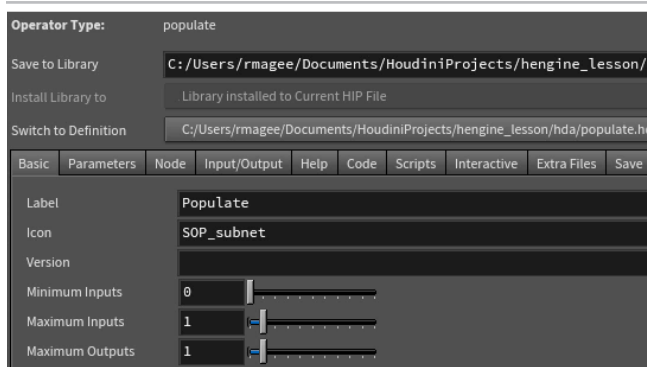 Operator Type: populate
Save to Library C:/Users/rmagee/Documents/HoudiniProjects/hengine_lesson/
Install Library to Library installed to Current HIP File
Switch to Definition C:/Users/rmagee/Documents/HoudiniProjects/hengine_lesson/hda/populate.h
Basic Parameters Node Input/Output Help Code Scripts Interactive Extra Files Save
Label Populate
Icon SOP_subnet
Version
Minimum Inputs 0
Maximum Inputs 1
Maximum Outputs 1